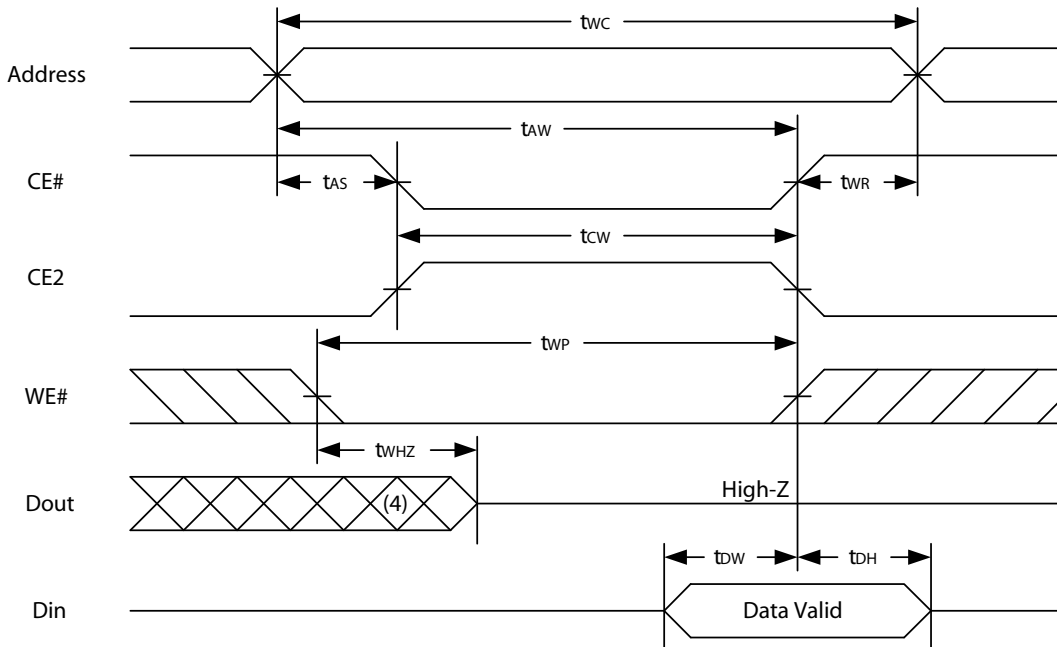 tWC
Address
tAW
CE#
tAS
tWR
tCW
CE2
tWP
WE#
tWHZ
Dout
(4)
High-Z
tDW
tDH
Din
Data Valid